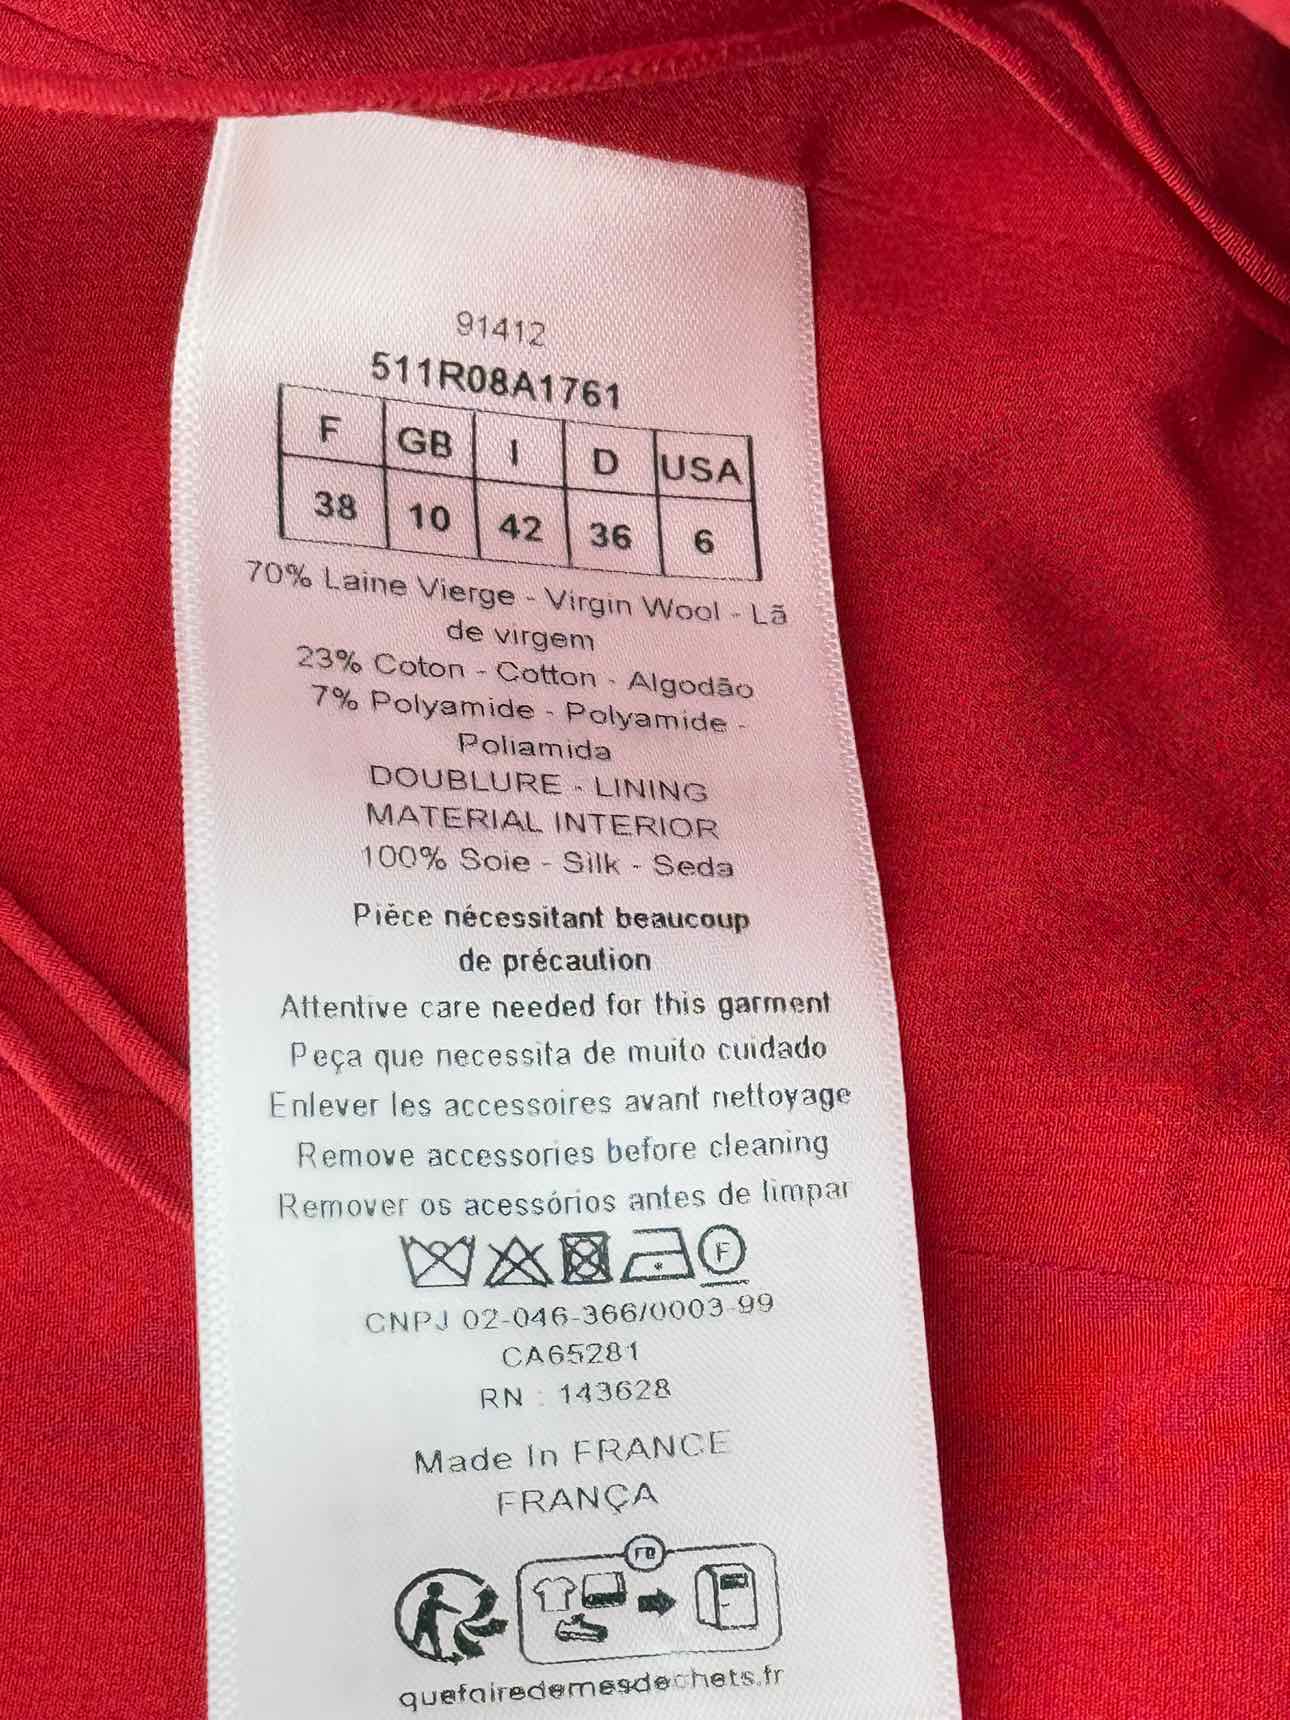 91412
511R08A1761
F GB I D USA
38 10 42 36 6
70% Laine Vierge - Virgin Wool - Lã
de virgem
23% Coton - Cotton - Algodão
7% Polyamide - Polyamide -
Poliamida
DOUBLURE - LINING
MATERIAL INTERIOR
100% Soie - Silk - Seda
Pièce nécessitant beaucoup
de précaution
Attentive care needed for this garment
Peça que necessita de muito cuidado
Enlever les accessoires avant nettoyage
Remove accessories before cleaning
Remover os acessórios antes de limpar
F
CNPJ 02-046-366/0003-99
CA65281
RN : 143628
Made In FRANCE
FRANÇA
FR
quefairedemesdechets.fr